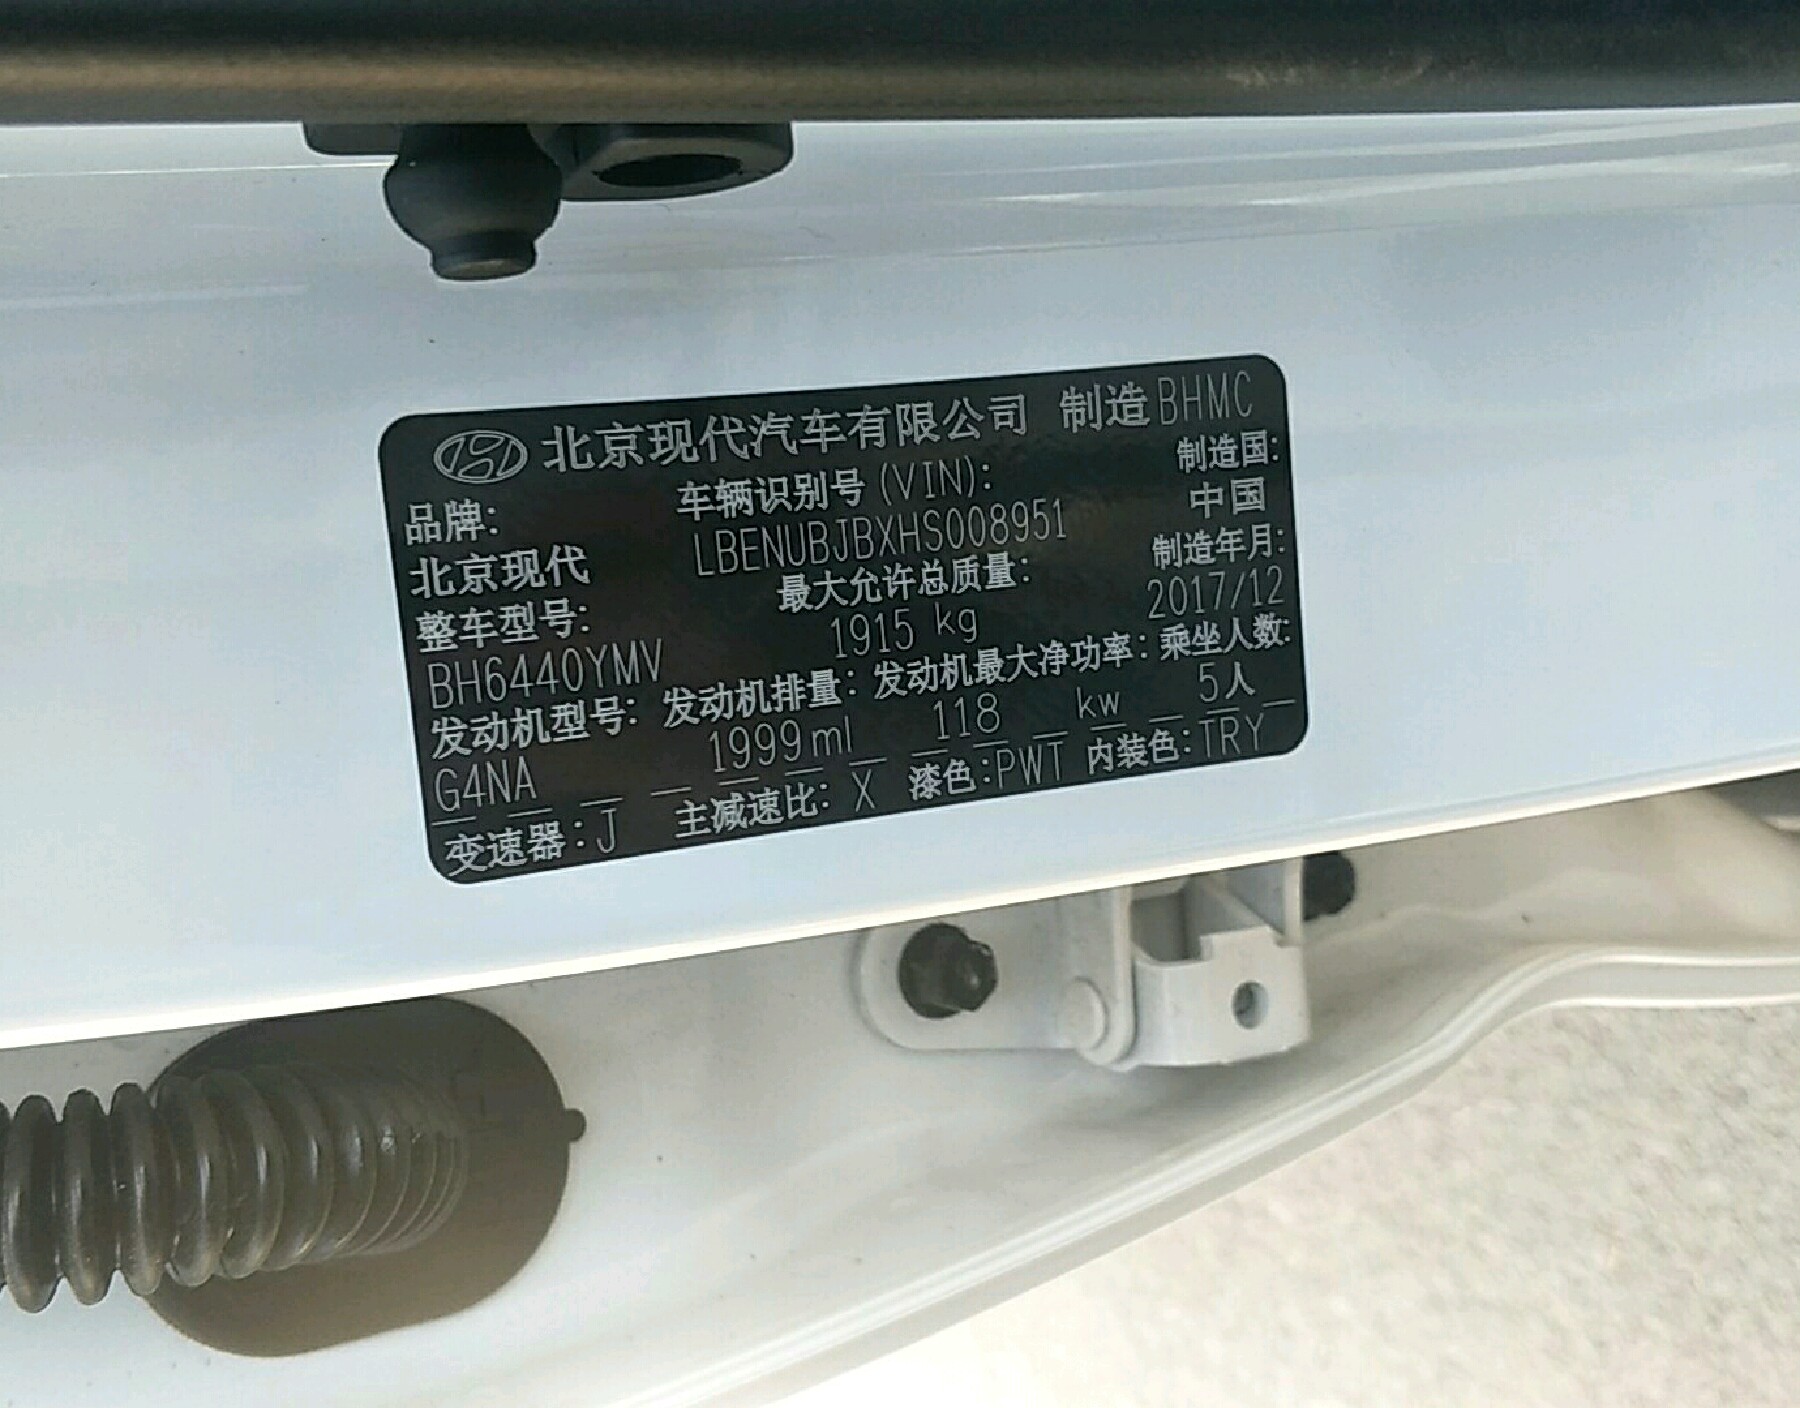 北京现代汽车有限公司 制造 BHMC
品牌: 车辆识别号(VIN): 制造国:
北京现代 LBENUBJBXHS008951 中国
整车型号: 最大允许总质量: 制造年月:
BH6440YMV 1915 kg 2017/12
发动机型号: 发动机排量: 发动机最大净功率: 乘坐人数:
G4NA 1999ml 118 kw 5人
变速器:J 主减速比: X 漆色:PWT 内装色:TRY